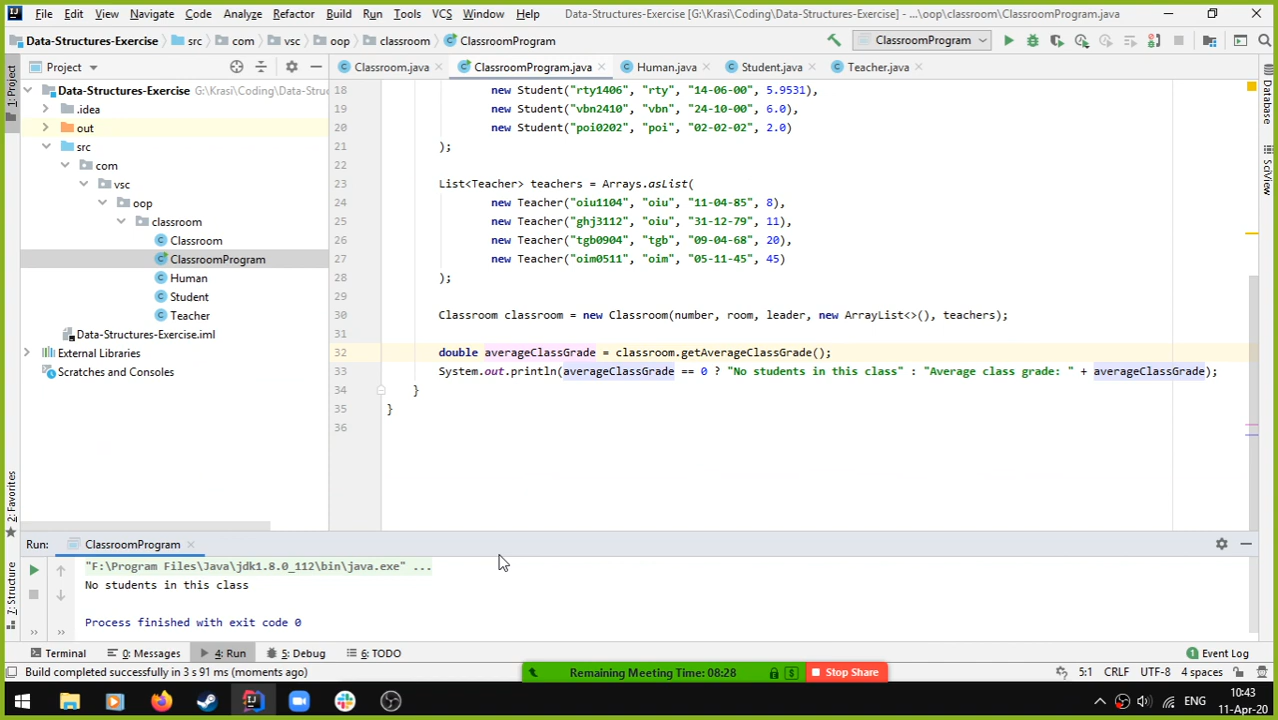 File Edit View Navigate Code Analyze Refactor Build Run Tools VCS Window Help Data-Structures-Exercise [G:\Krasi\Coding\Data-Structures-Exercise] - ...\oop\classroom\ClassroomProgram.java
Data-Structures-Exercise src com vsc oop classroom ClassroomProgram ClassroomProgram
Project Classroom.java ClassroomProgram.java Human.java Student.java Teacher.java
1: Project
Data-Structures-Exercise G:\Krasi\Coding\Data-Stru
.idea
out
src
com
vsc
oop
classroom
Classroom
ClassroomProgram
Human
Student
Teacher
Data-Structures-Exercise.iml
External Libraries
Scratches and Consoles
18 new Student("rty1406", "rty", "14-06-00", 5.9531),
19 new Student("vbn2410", "vbn", "24-10-00", 6.0),
20 new Student("poi0202", "poi", "02-02-02", 2.0)
21 );
22
23 List<Teacher> teachers = Arrays.asList(
24 new Teacher("oiu1104", "oiu", "11-04-85", 8),
25 new Teacher("ghj3112", "oiu", "31-12-79", 11),
26 new Teacher("tgb0904", "tgb", "09-04-68", 20),
27 new Teacher("oim0511", "oim", "05-11-45", 45)
28 );
29
30 Classroom classroom = new Classroom(number, room, leader, new ArrayList<>(), teachers);
31
32 double averageClassGrade = classroom.getAverageClassGrade();
33 System.out.println(averageClassGrade == 0 ? "No students in this class" : "Average class grade: " + averageClassGrade);
34 }
35 }
36
Database
SciView
2: Favorites
7: Structure
Run: ClassroomProgram
"F:\Program Files\Java\jdk1.8.0_112\bin\java.exe" ...
No students in this class
Process finished with exit code 0
Terminal 0: Messages 4: Run 5: Debug 6: TODO Event Log
Build completed successfully in 3 s 91 ms (moments ago) Remaining Meeting Time: 08:28 Stop Share 5:1 CRLF UTF-8 4 spaces
ENG
10:43
11-Apr-20